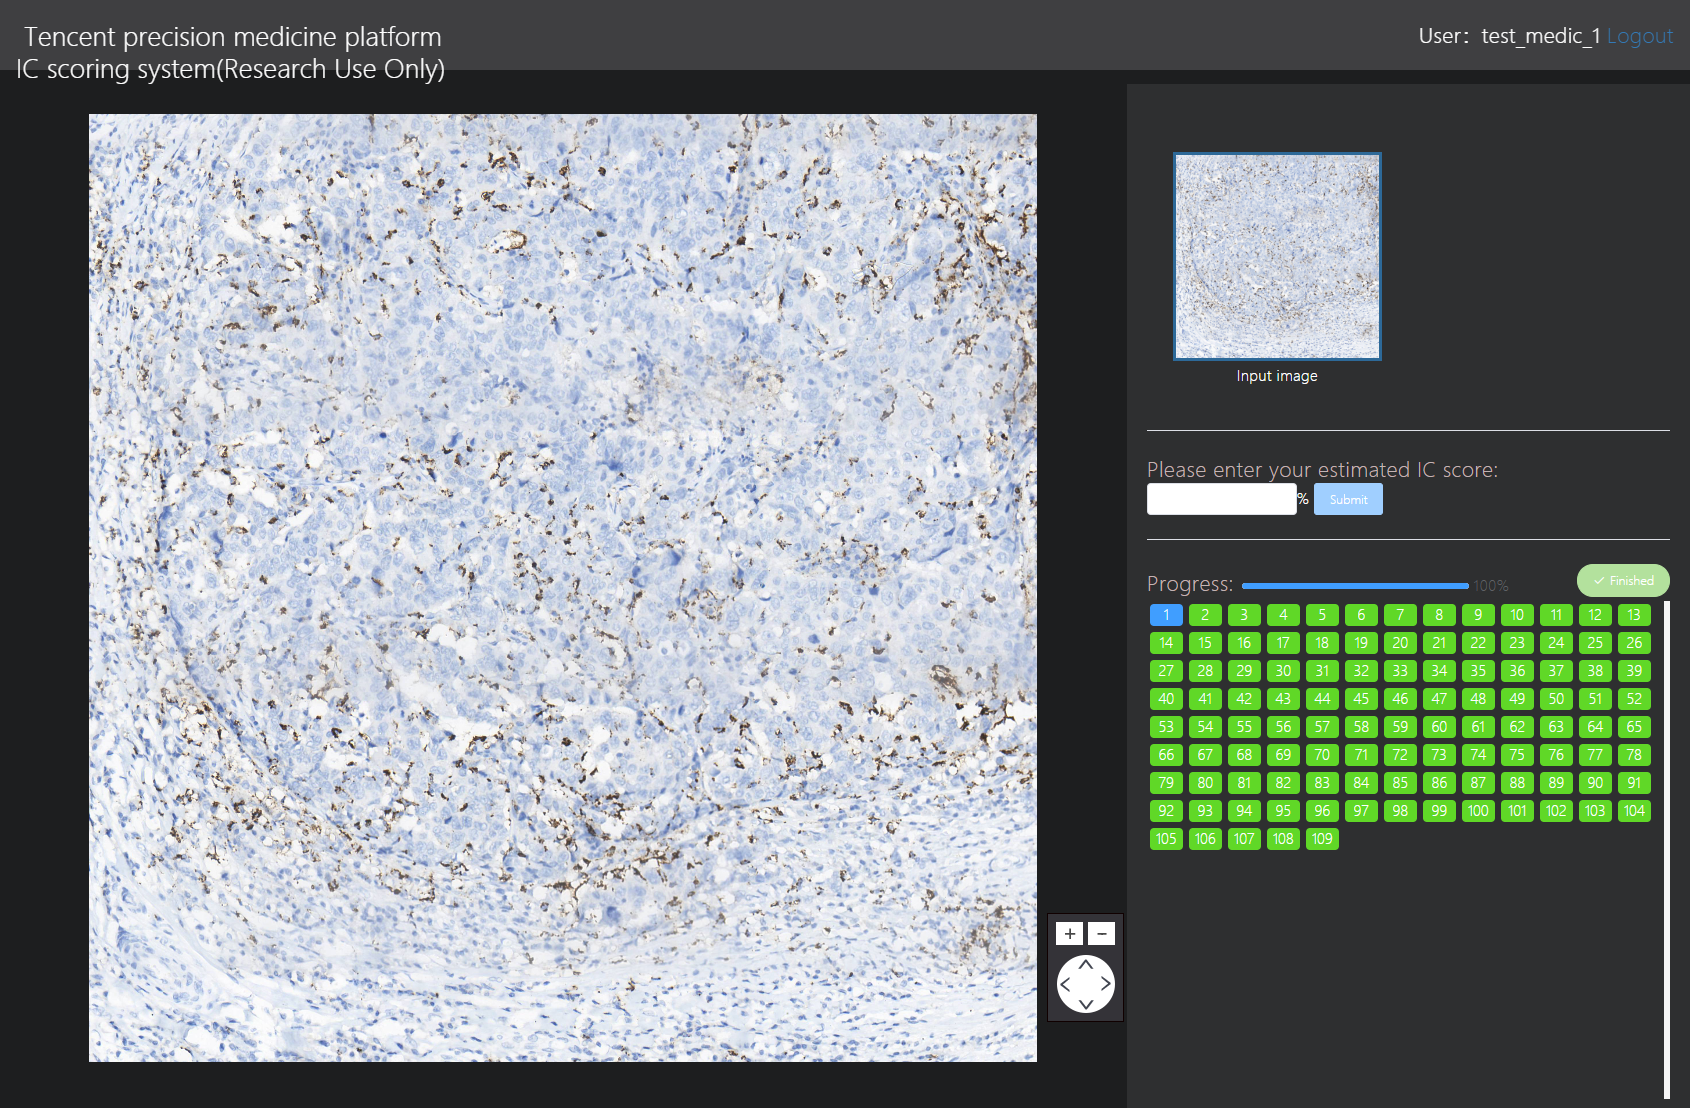 Tencent precision medicine platform
IC scoring system(Research Use Only)
User: test_medic_1 Logout
Input image
Please enter your estimated IC score:
% Submit
Progress: 100% Finished
1 2 3 4 5 6 7 8 9 10 11 12 13
14 15 16 17 18 19 20 21 22 23 24 25 26
27 28 29 30 31 32 33 34 35 36 37 38 39
40 41 42 43 44 45 46 47 48 49 50 51 52
53 54 55 56 57 58 59 60 61 62 63 64 65
66 67 68 69 70 71 72 73 74 75 76 77 78
79 80 81 82 83 84 85 86 87 88 89 90 91
92 93 94 95 96 97 98 99 100 101 102 103 104
105 106 107 108 109